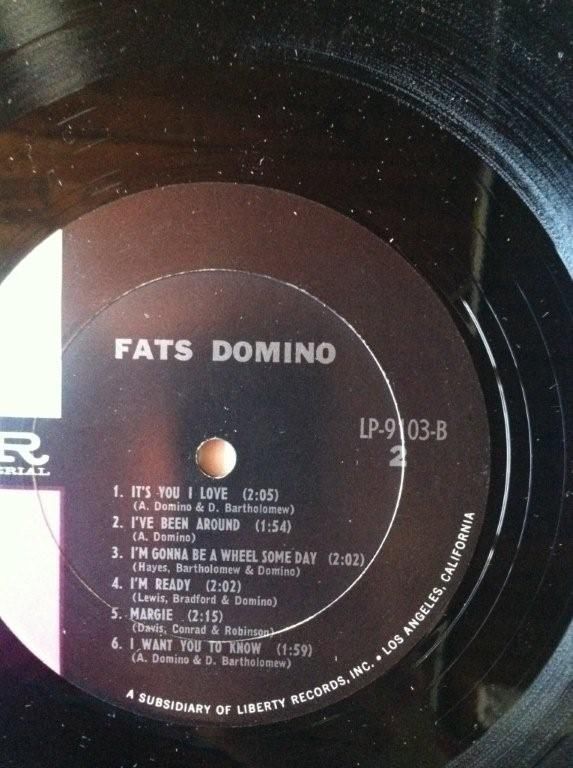 FATS DOMINO
LP-9103-B
2
R
ERIAL
1. IT'S YOU I LOVE (2:05)
(A. Domino & D. Bartholomew)
2. I'VE BEEN AROUND (1:54)
(A. Domino)
3. I'M GONNA BE A WHEEL SOME DAY (2:02)
(Hayes, Bartholomew & Domino)
4. I'M READY (2:02)
(Lewis, Bradford & Domino)
5. MARGIE (2:15)
(Davis, Conrad & Robinson)
6. I WANT YOU TO KNOW (1:59)
(A. Domino & D. Bartholomew)
A SUBSIDIARY OF LIBERTY RECORDS, INC. • LOS ANGELES, CALIFORNIA